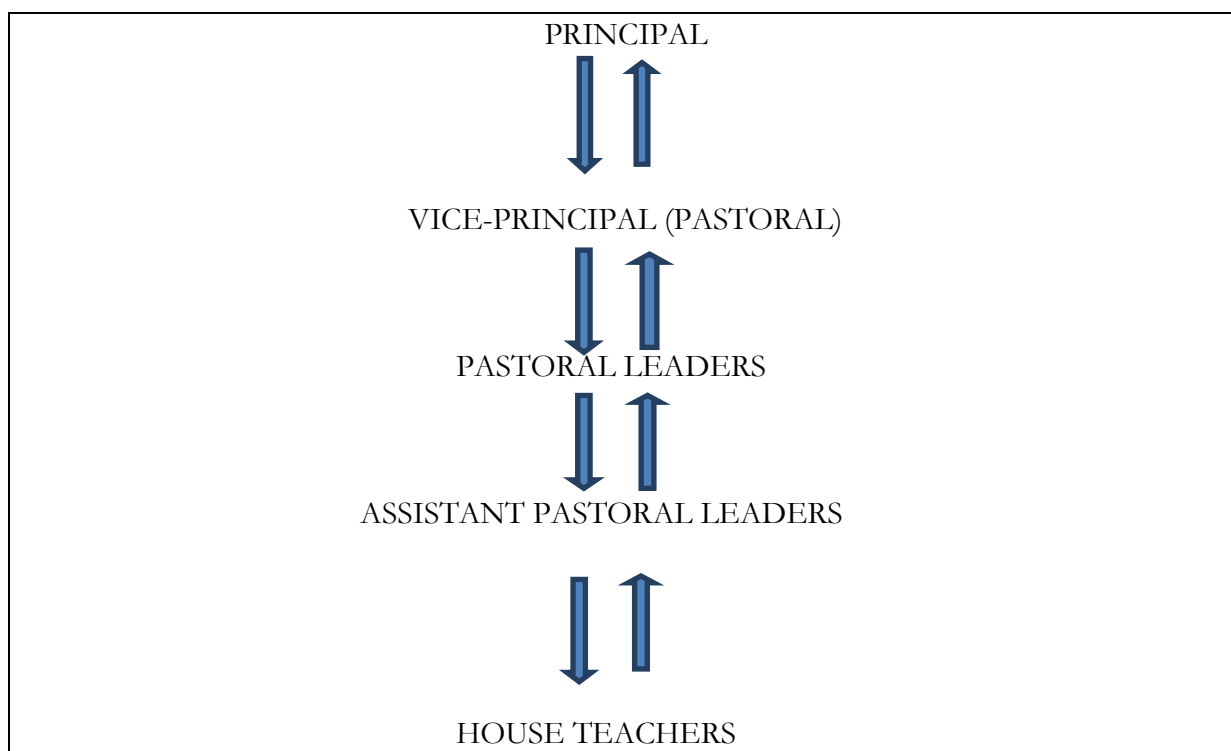 PRINCIPAL
VICE-PRINCIPAL (PASTORAL)
PASTORAL LEADERS
ASSISTANT PASTORAL LEADERS
HOUSE TEACHERS